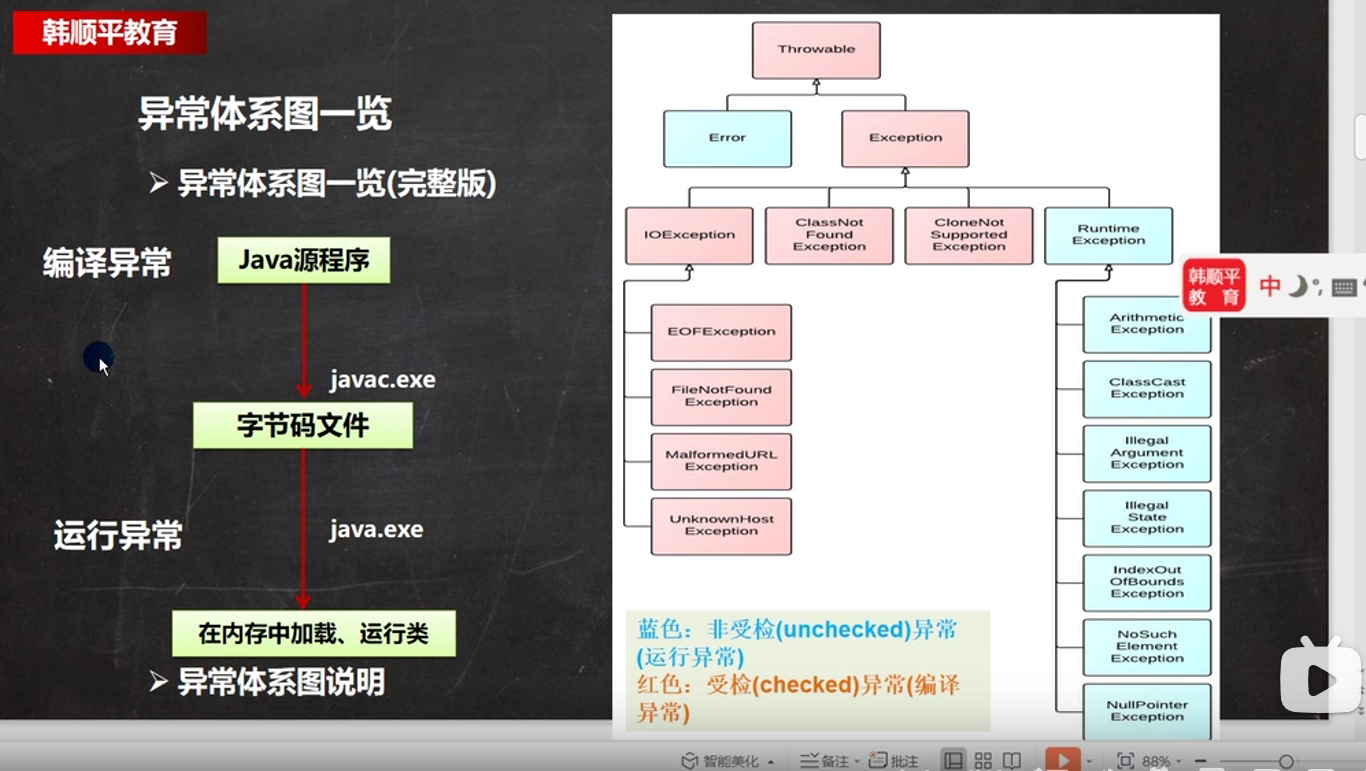 韩顺平教育
异常体系图一览
异常体系图一览(完整版)
编译异常
Java源程序
javac.exe
字节码文件
运行异常
java.exe
在内存中加载、运行类
异常体系图说明
Throwable
Error
Exception
IOException
ClassNot
Found
Exception
CloneNot
Supported
Exception
Runtime
Exception
EOFException
FileNotFound
Exception
MalformedURL
Exception
UnknownHost
Exception
Arithmetic
Exception
ClassCast
Exception
Illegal
Argument
Exception
Illegal
State
Exception
IndexOut
OfBounds
Exception
NoSuch
Element
Exception
NullPointer
Exception
蓝色：非受检(unchecked)异常
(运行异常)
红色：受检(checked)异常(编译
异常)
韩顺平
教 育
中
智能美化
备注
批注
88%